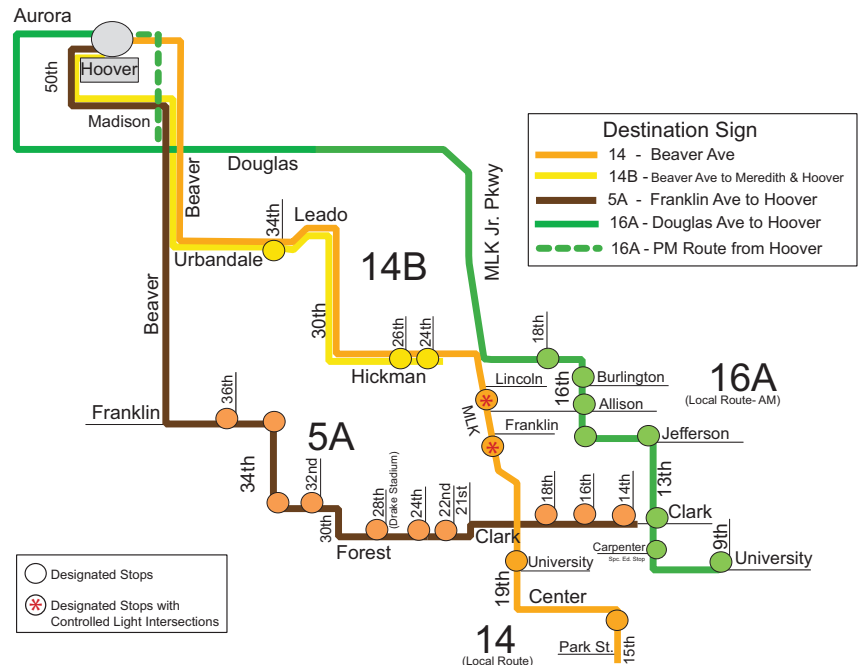 Aurora
Hoover
50th
Madison
Douglas
Beaver
MLK Jr. Pkwy
Destination Sign
14 - Beaver Ave
14B - Beaver Ave to Meredith & Hoover
5A - Franklin Ave to Hoover
16A - Douglas Ave to Hoover
16A - PM Route from Hoover
34th
Leado
Urbandale
14B
Beaver
30th
26th
24th
Hickman
18th
16th
Lincoln
Burlington
Allison
16A
(Local Route- AM)
MLK
Franklin
Jefferson
13th
Franklin
36th
5A
34th
32nd
30th
28th
(Drake Stadium)
24th
22nd
21st
Forest
Clark
18th
16th
14th
Clark
Carpenter
Spc. Ed. Stop
9th
University
University
19th
Center
14
(Local Route)
Park St.
15th
Designated Stops
Designated Stops with
Controlled Light Intersections